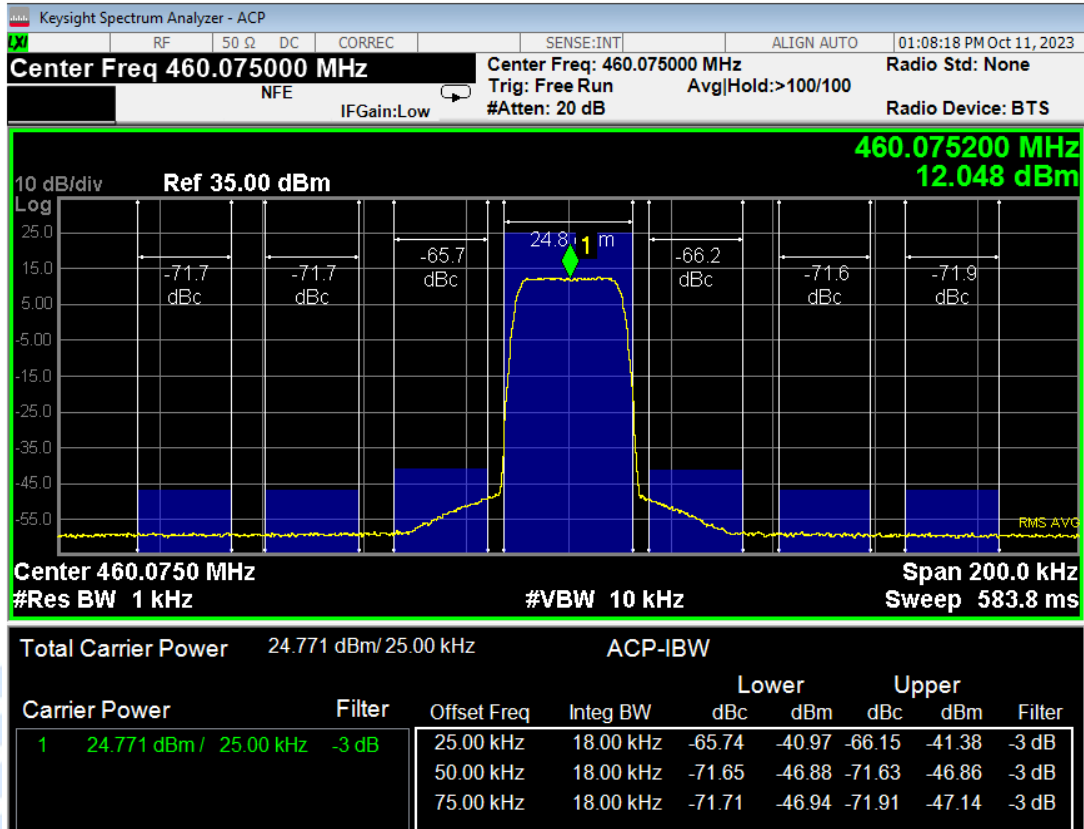 Keysight Spectrum Analyzer - ACP
LXI RF 50 Ω DC CORREC SENSE:INT ALIGN AUTO 01:08:18 PM Oct 11, 2023
Center Freq 460.075000 MHz
NFE
IFGain:Low
Center Freq: 460.075000 MHz
Trig: Free Run Avg|Hold:>100/100
#Atten: 20 dB
Radio Std: None
Radio Device: BTS
460.075200 MHz
12.048 dBm
10 dB/div Ref 35.00 dBm
Log
25.0
15.0
5.00
-5.00
-15.0
-25.0
-35.0
-45.0
-55.0
-71.7 dBc
-71.7 dBc
-65.7 dBc
24.8 m
1
-66.2 dBc
-71.6 dBc
-71.9 dBc
RMS AVG
Center 460.0750 MHz Span 200.0 kHz
#Res BW 1 kHz #VBW 10 kHz Sweep 583.8 ms
Total Carrier Power 24.771 dBm/ 25.00 kHz ACP-IBW
Lower Upper
Carrier Power Filter Offset Freq Integ BW dBc dBm dBc dBm Filter
1 24.771 dBm / 25.00 kHz -3 dB 25.00 kHz 18.00 kHz -65.74 -40.97 -66.15 -41.38 -3 dB
50.00 kHz 18.00 kHz -71.65 -46.88 -71.63 -46.86 -3 dB
75.00 kHz 18.00 kHz -71.71 -46.94 -71.91 -47.14 -3 dB